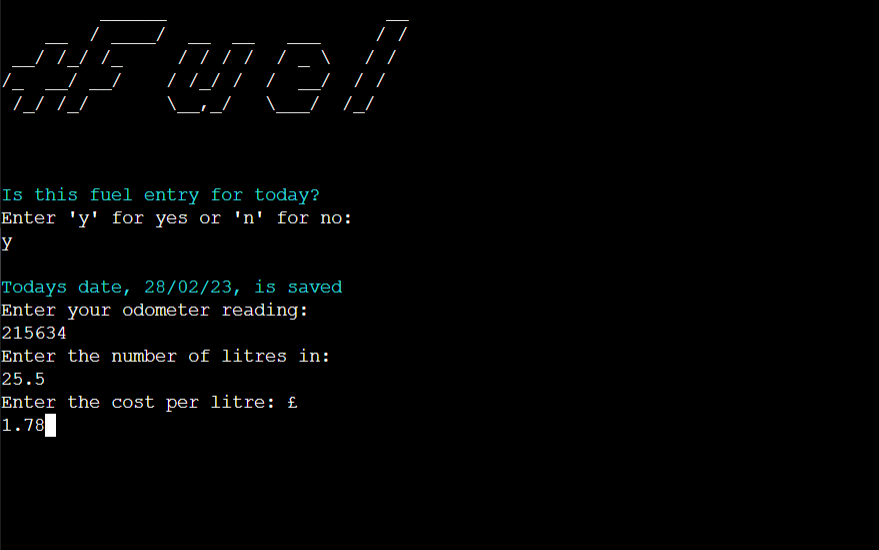 +Fuel
Is this fuel entry for today?
Enter 'y' for yes or 'n' for no:
y
Todays date, 28/02/23, is saved
Enter your odometer reading:
215634
Enter the number of litres in:
25.5
Enter the cost per litre: £
1.78